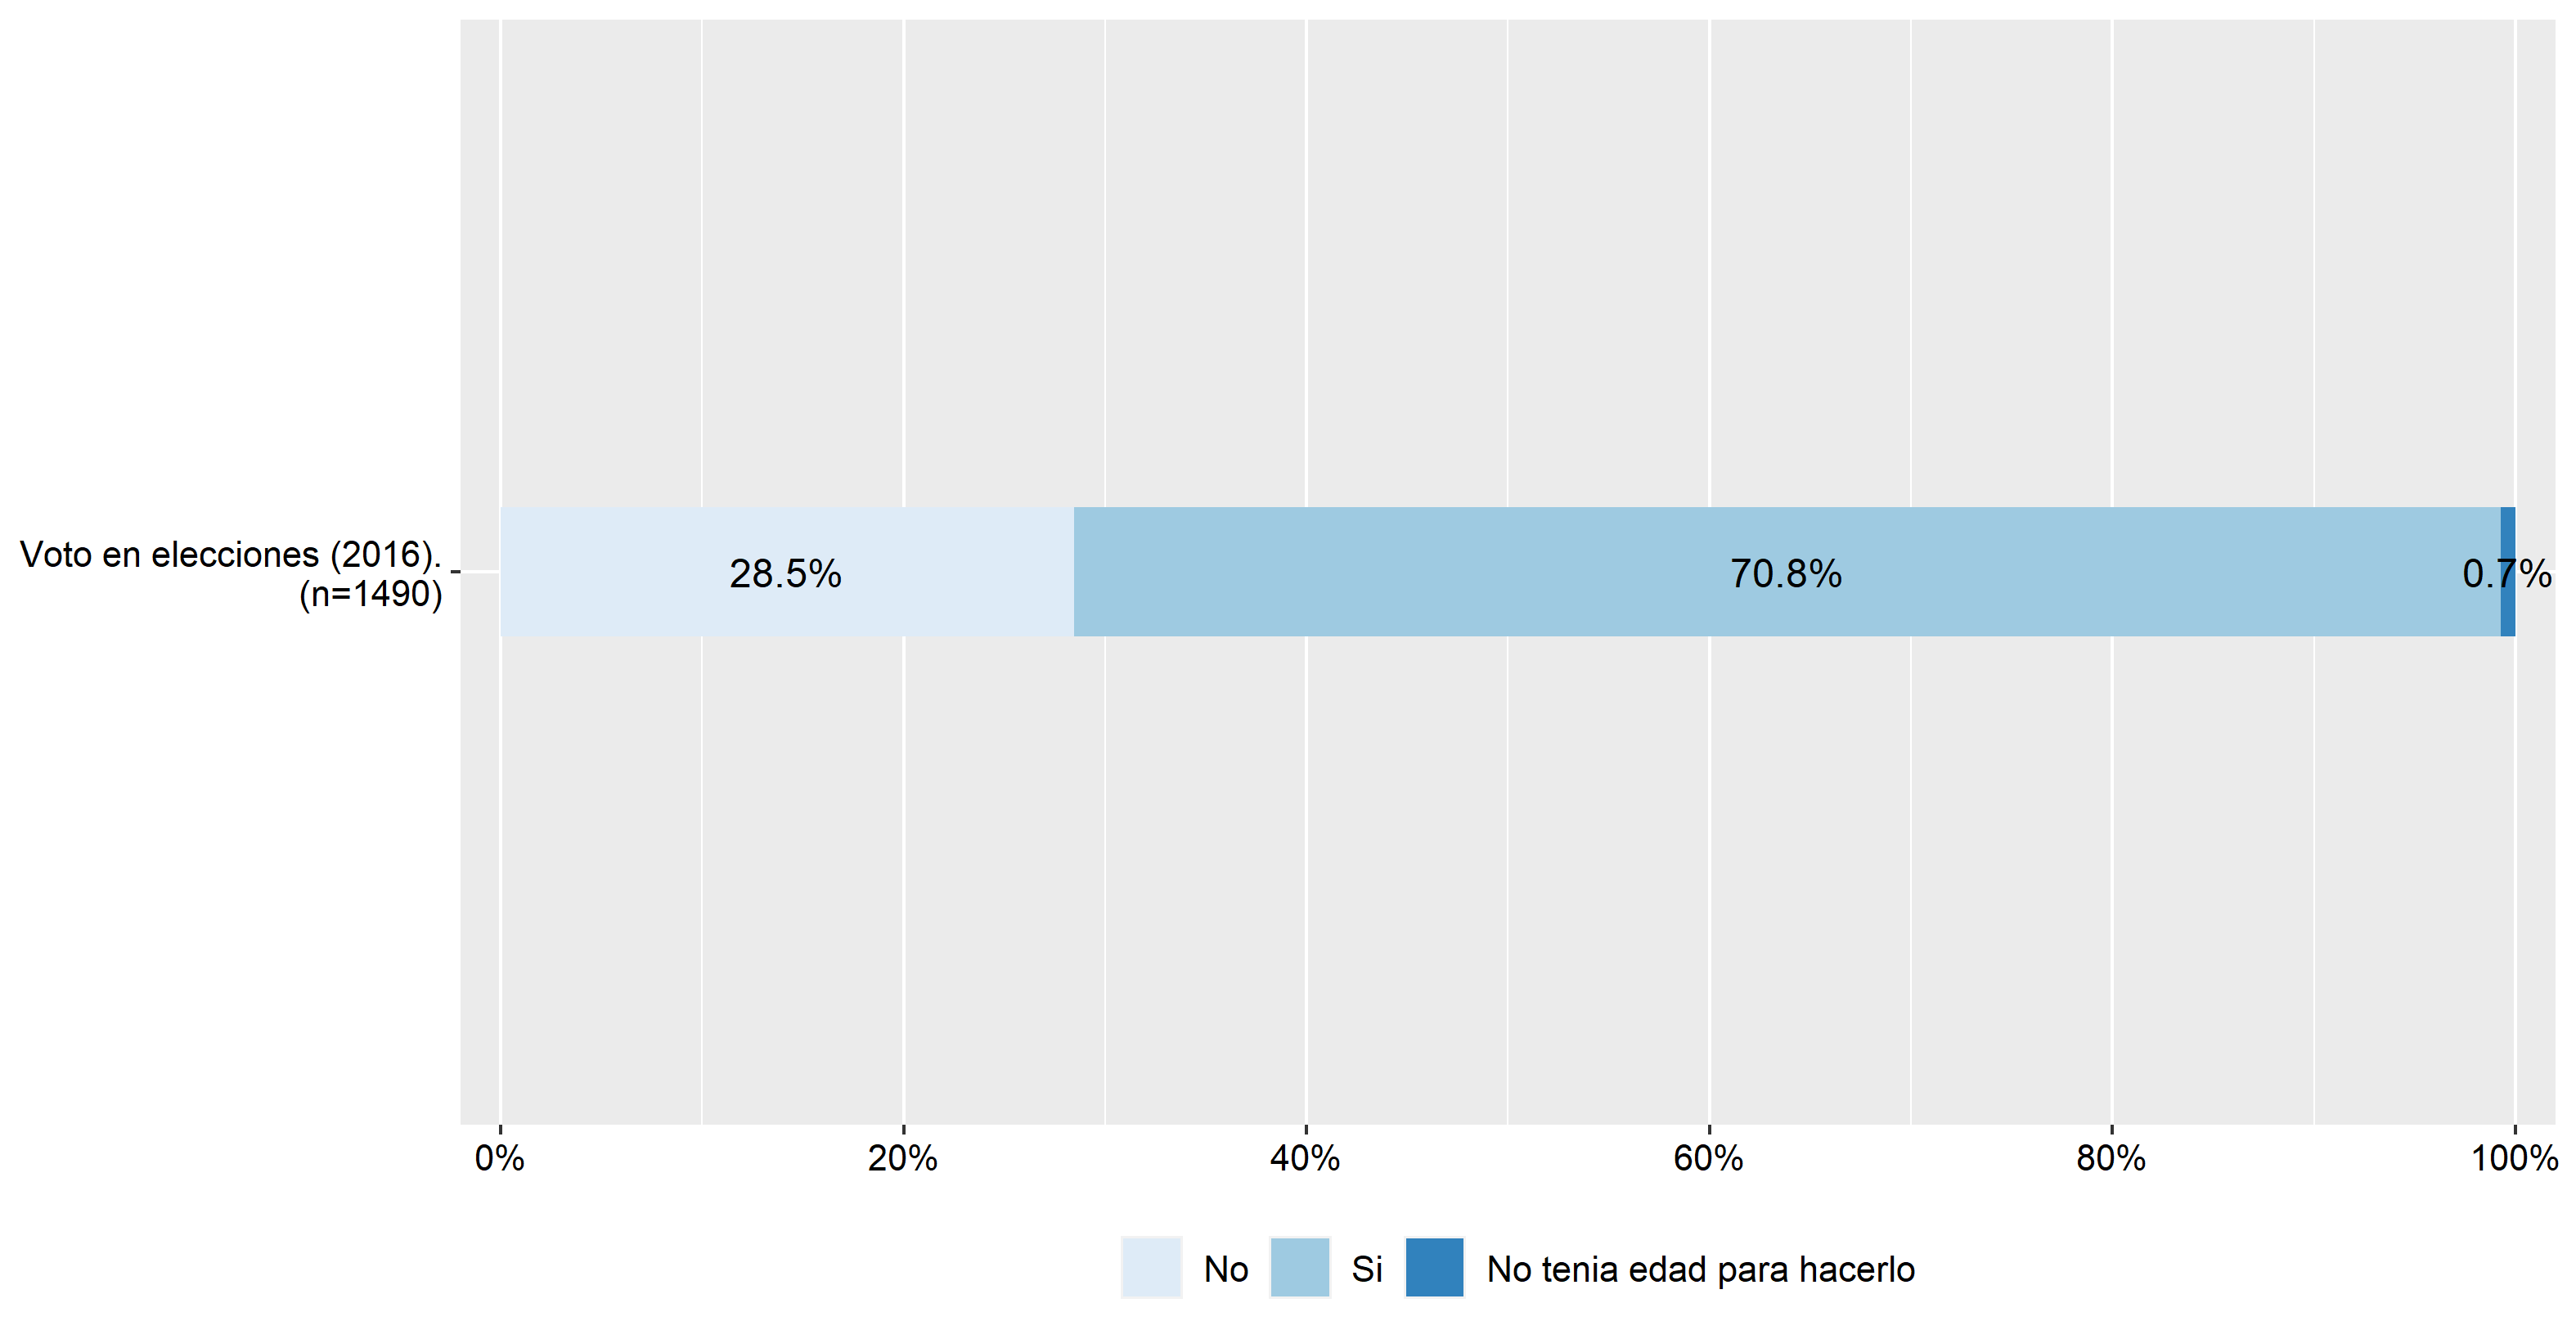 Voto en elecciones (2016).
(n=1490)
28.5% 70.8% 0.7%
0% 20% 40% 60% 80% 100%
No Si No tenia edad para hacerlo